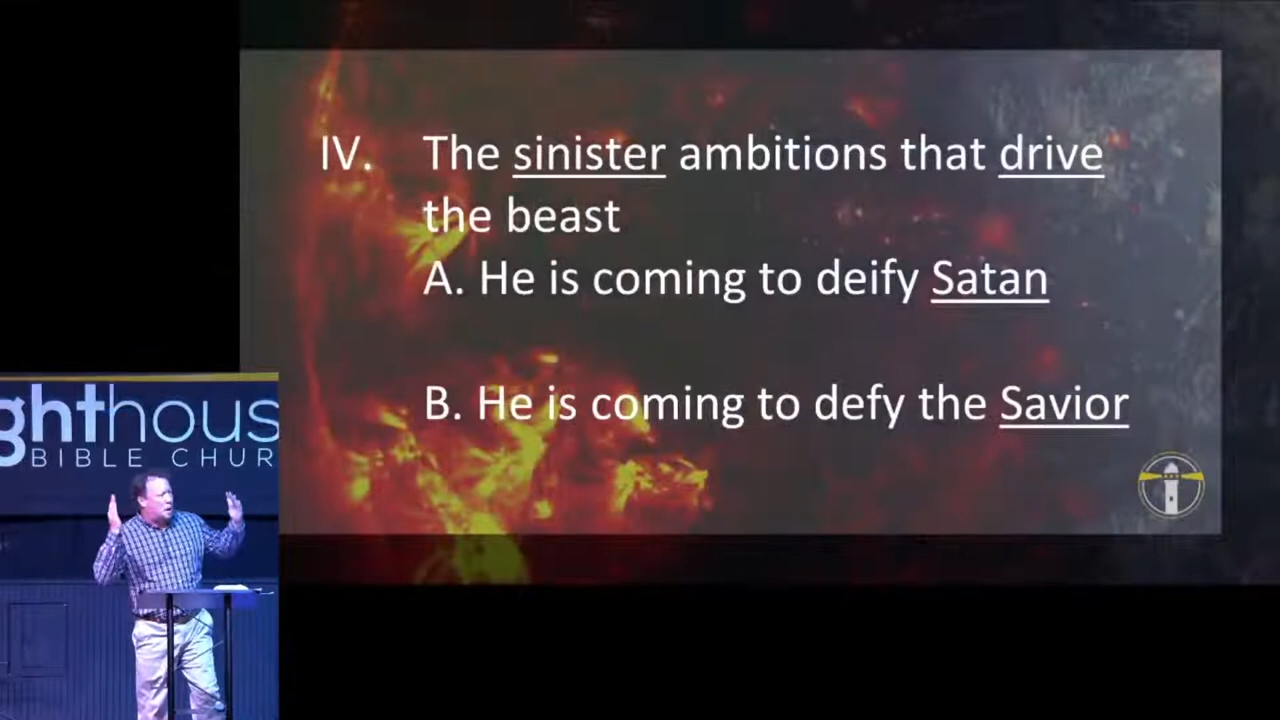 IV. The sinister ambitions that drive
the beast
A. He is coming to deify Satan
B. He is coming to defy the Savior
ghthous
BIBLE CHUR